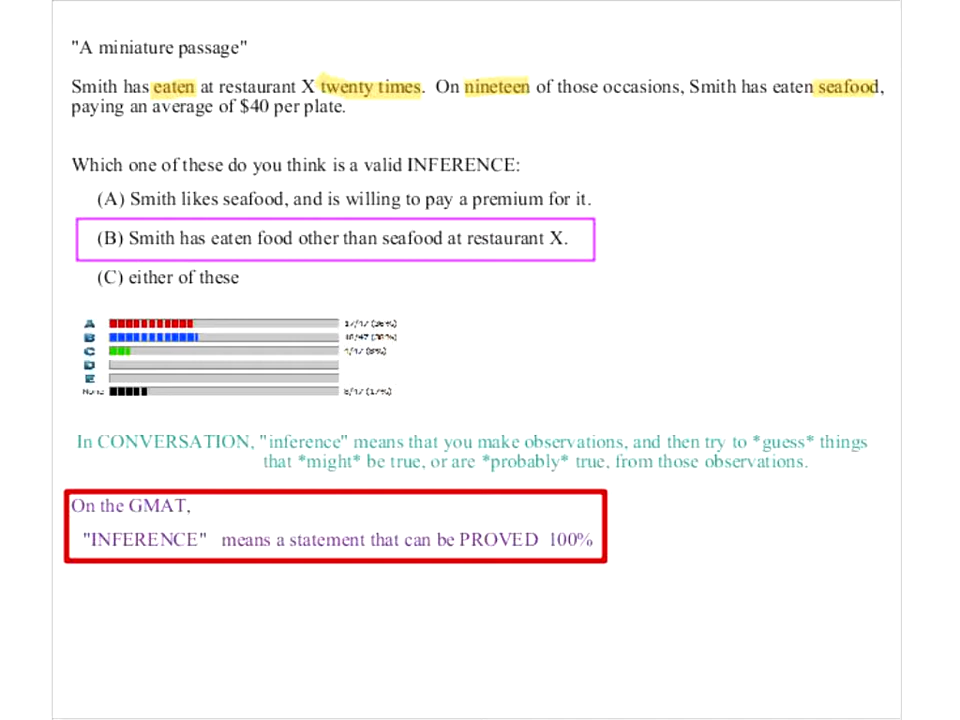 "A miniature passage"
Smith has eaten at restaurant X twenty times. On nineteen of those occasions, Smith has eaten seafood,
paying an average of $40 per plate.
Which one of these do you think is a valid INFERENCE:
(A) Smith likes seafood, and is willing to pay a premium for it.
(B) Smith has eaten food other than seafood at restaurant X.
(C) either of these
A
B
C
D
E
None
In CONVERSATION, "inference" means that you make observations, and then try to *guess* things
that *might* be true, or are *probably* true, from those observations.
On the GMAT,
"INFERENCE" means a statement that can be PROVED 100%